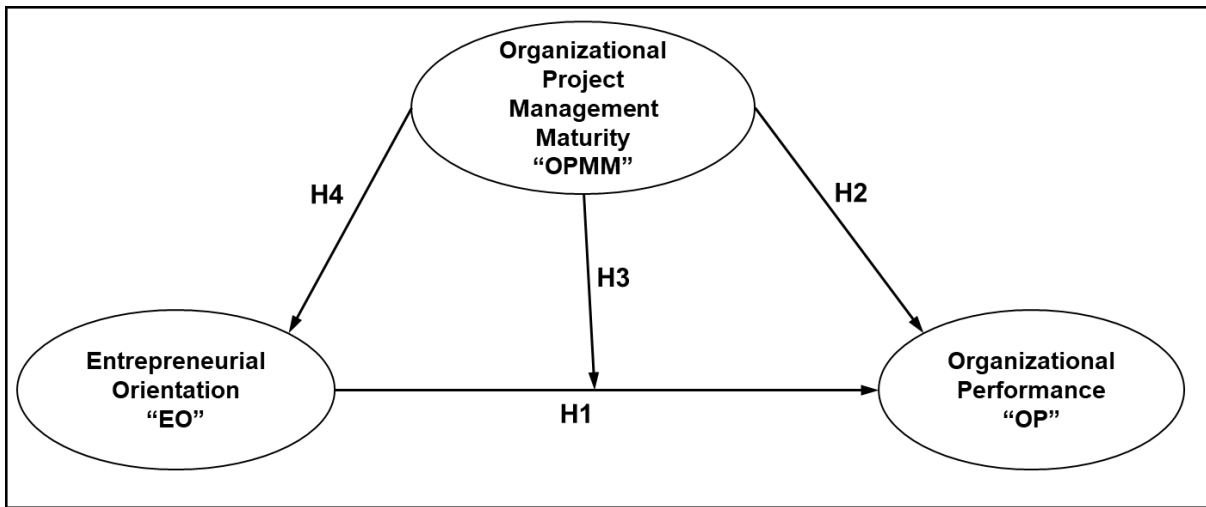 Organizational
Project
Management
Maturity
“OPMM”
H4
H2
H3
Entrepreneurial
Orientation
“EO”
H1
Organizational
Performance
“OP”